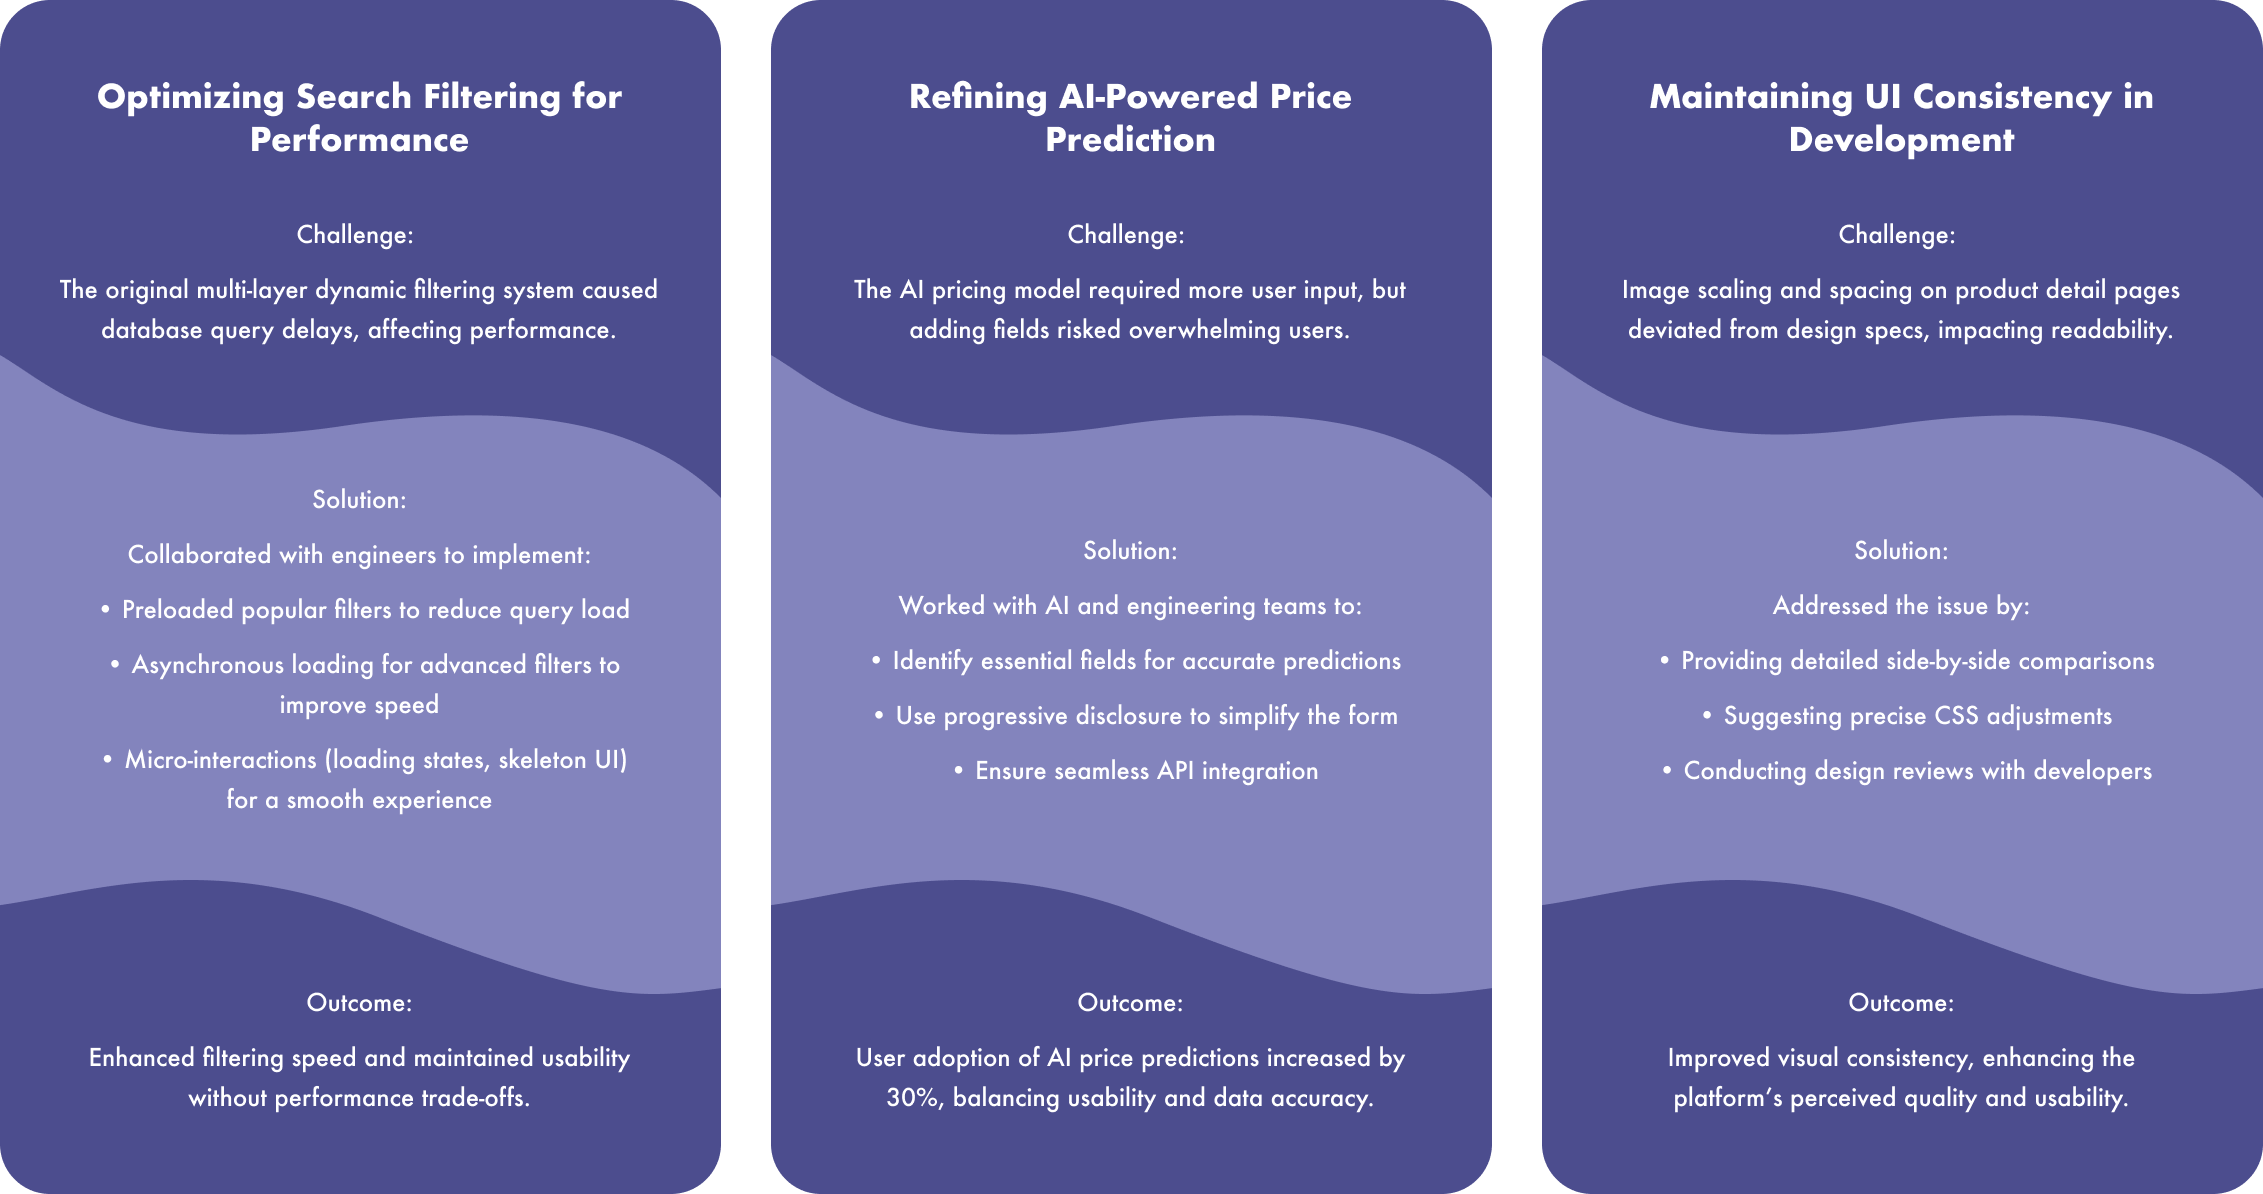 Optimizing Search Filtering for
Performance
Challenge:
The original multi-layer dynamic filtering system caused
database query delays, affecting performance.
Solution:
Collaborated with engineers to implement:
• Preloaded popular filters to reduce query load
• Asynchronous loading for advanced filters to
improve speed
• Micro-interactions (loading states, skeleton UI)
for a smooth experience
Outcome:
Enhanced filtering speed and maintained usability
without performance trade-offs.
Refining AI-Powered Price
Prediction
Challenge:
The AI pricing model required more user input, but
adding fields risked overwhelming users.
Solution:
Worked with AI and engineering teams to:
• Identify essential fields for accurate predictions
• Use progressive disclosure to simplify the form
• Ensure seamless API integration
Outcome:
User adoption of AI price predictions increased by
30%, balancing usability and data accuracy.
Maintaining UI Consistency in
Development
Challenge:
Image scaling and spacing on product detail pages
deviated from design specs, impacting readability.
Solution:
Addressed the issue by:
• Providing detailed side-by-side comparisons
• Suggesting precise CSS adjustments
• Conducting design reviews with developers
Outcome:
Improved visual consistency, enhancing the
platform’s perceived quality and usability.